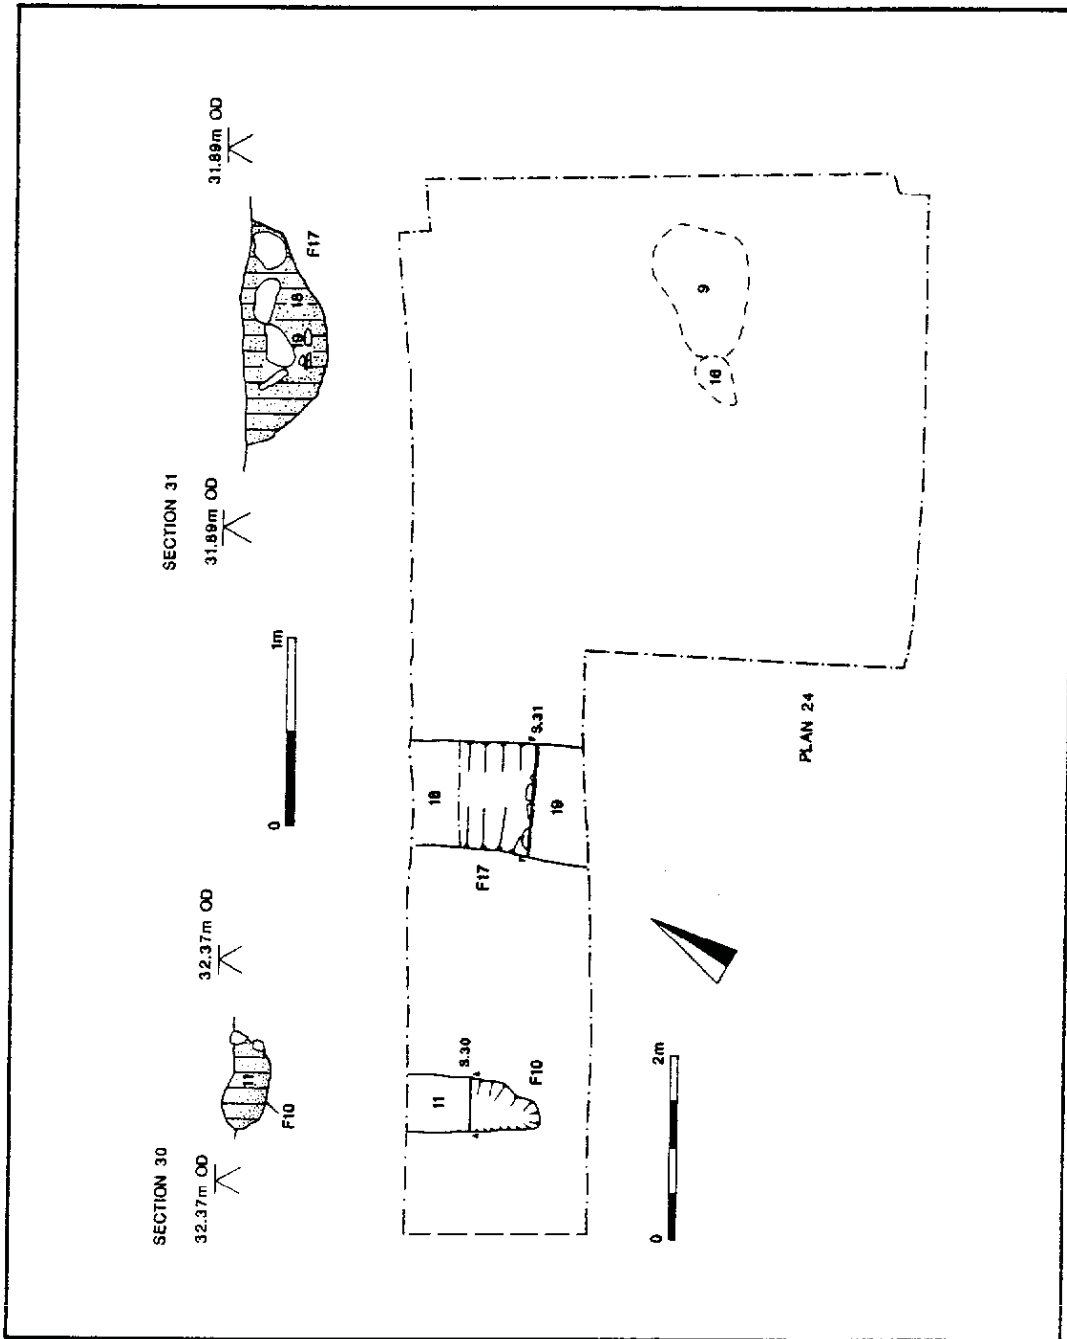 SECTION 30
32.37m OD
32.37m OD
11
F10
0
1m
SECTION 31
31.89m OD
31.89m OD
19
18
F17
11
S.30
F10
18
F17
S.31
19
16
9
0
2m
PLAN 24